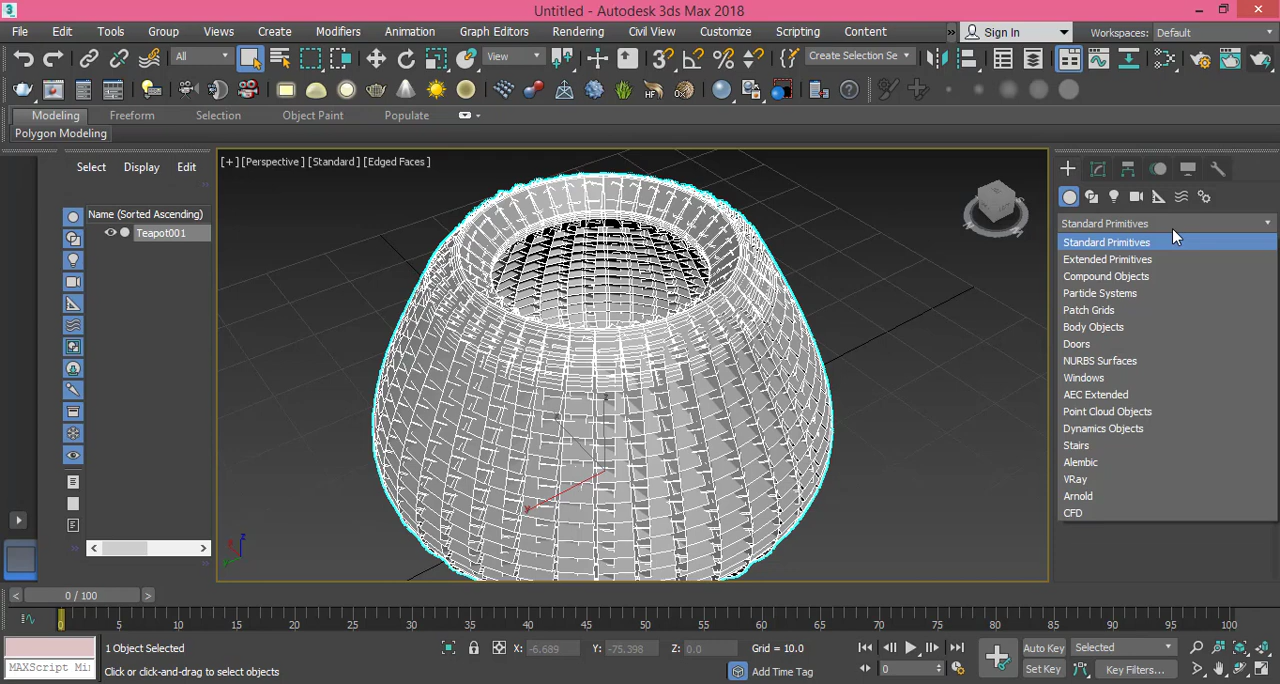 3 Untitled - Autodesk 3ds Max 2018
File Edit Tools Group Views Create Modifiers Animation Graph Editors Rendering Civil View Customize Scripting Content » Sign In Workspaces: Default
All View Create Selection Se
Modeling Freeform Selection Object Paint Populate
Polygon Modeling
Select Display Edit
Name (Sorted Ascending)
Teapot001
[+] [Perspective] [Standard] [Edged Faces]
Standard Primitives
Standard Primitives
Extended Primitives
Compound Objects
Particle Systems
Patch Grids
Body Objects
Doors
NURBS Surfaces
Windows
AEC Extended
Point Cloud Objects
Dynamics Objects
Stairs
Alembic
VRay
Arnold
CFD
z
< 0 / 100 >
0 5 10 15 20 25 30 35 40 45 50 55 60 65 70 75 80 85 90 95 100
1 Object Selected X: -6.689 Y: -75.398 Z: 0.0 Grid = 10.0 Auto Key Selected
MAXScript Mi Click or click-and-drag to select objects Add Time Tag 0 Set Key Key Filters...